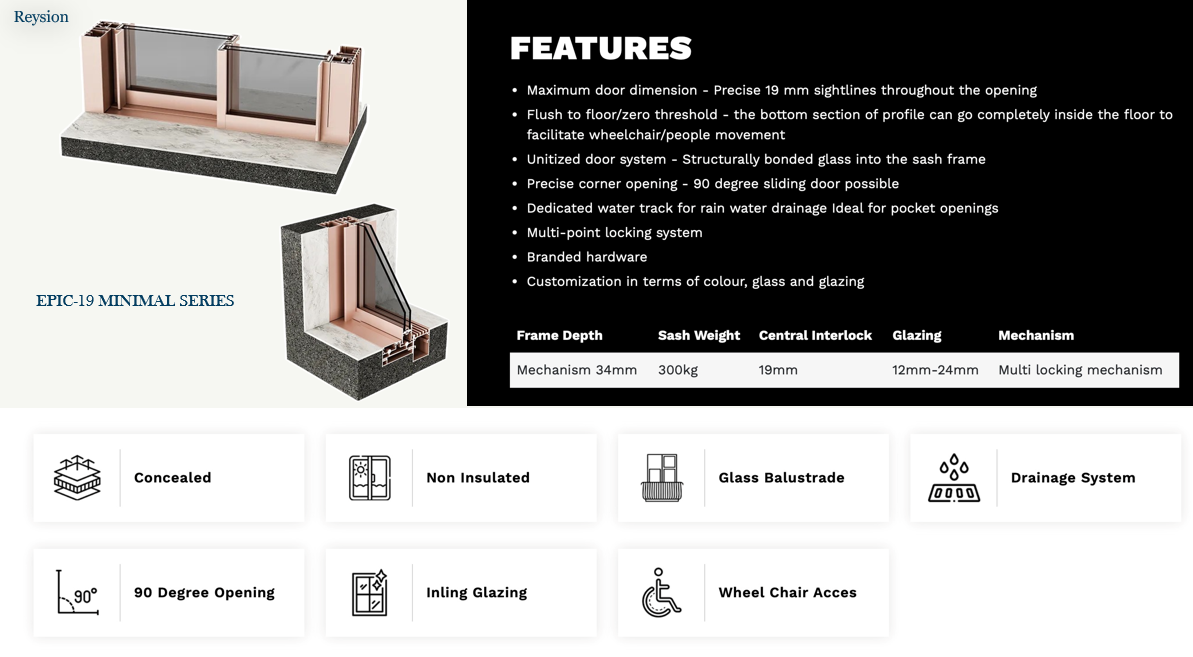 Reysion
EPIC-19 MINIMAL SERIES
FEATURES
• Maximum door dimension - Precise 19 mm sightlines throughout the opening
• Flush to floor/zero threshold - the bottom section of profile can go completely inside the floor to
facilitate wheelchair/people movement
• Unitized door system - Structurally bonded glass into the sash frame
• Precise corner opening - 90 degree sliding door possible
• Dedicated water track for rain water drainage Ideal for pocket openings
• Multi-point locking system
• Branded hardware
• Customization in terms of colour, glass and glazing
Frame Depth Sash Weight Central Interlock Glazing Mechanism
Mechanism 34mm 300kg 19mm 12mm-24mm Multi locking mechanism
Concealed
Non Insulated
Glass Balustrade
Drainage System
90°
90 Degree Opening
Inling Glazing
Wheel Chair Acces